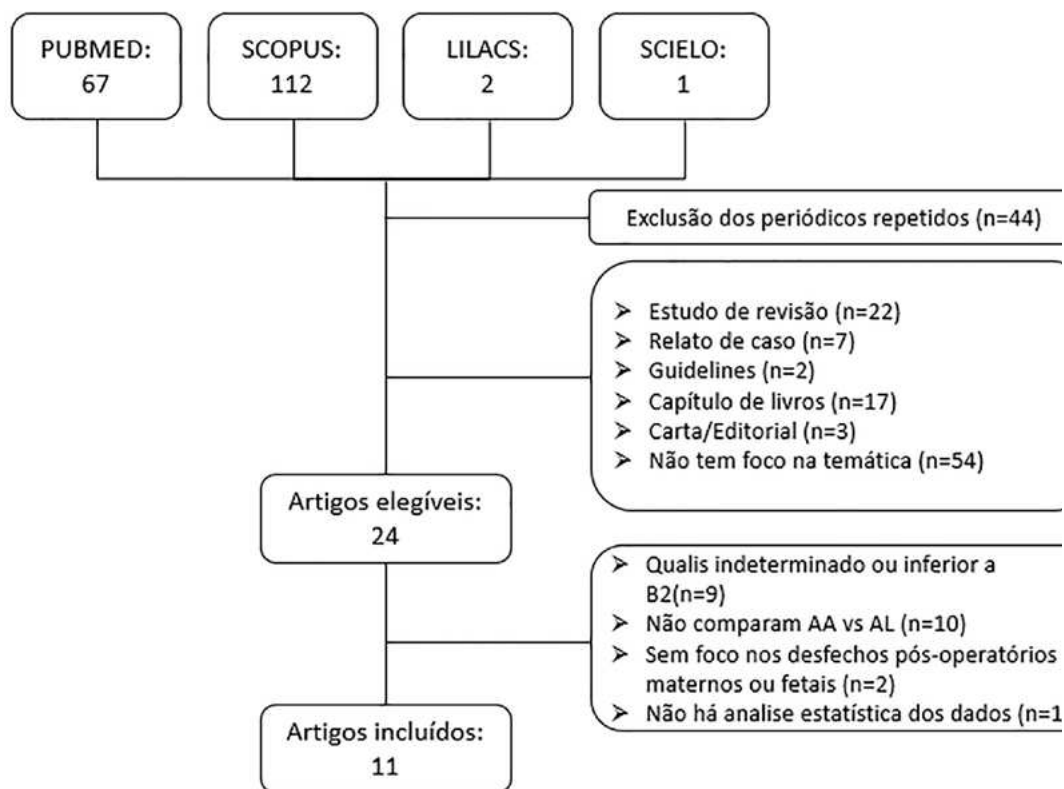 PUBMED:
67
SCOPUS:
112
LILACS
2
SCIELO:
1
Exclusão dos periódicos repetidos (n=44)
➢ Estudo de revisão (n=22)
➢ Relato de caso (n=7)
➢ Guidelines (n=2)
➢ Capítulo de livros (n=17)
➢ Carta/Editorial (n=3)
➢ Não tem foco na temática (n=54)
Artigos elegíveis:
24
➢ Qualis indeterminado ou inferior a
B2(n=9)
➢ Não comparam AA vs AL (n=10)
➢ Sem foco nos desfechos pós-operatórios
maternos ou fetais (n=2)
➢ Não há analise estatística dos dados (n=1
Artigos incluídos:
11